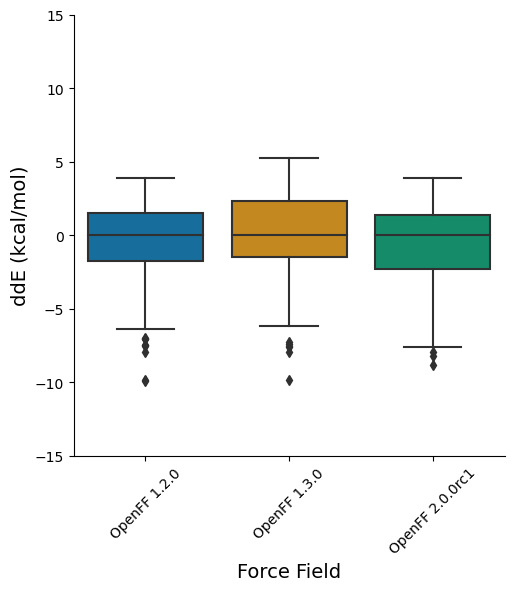 15
10
5
0
−5
−10
−15
ddE (kcal/mol)
OpenFF 1.2.0
OpenFF 1.3.0
OpenFF 2.0.0rc1
Force Field